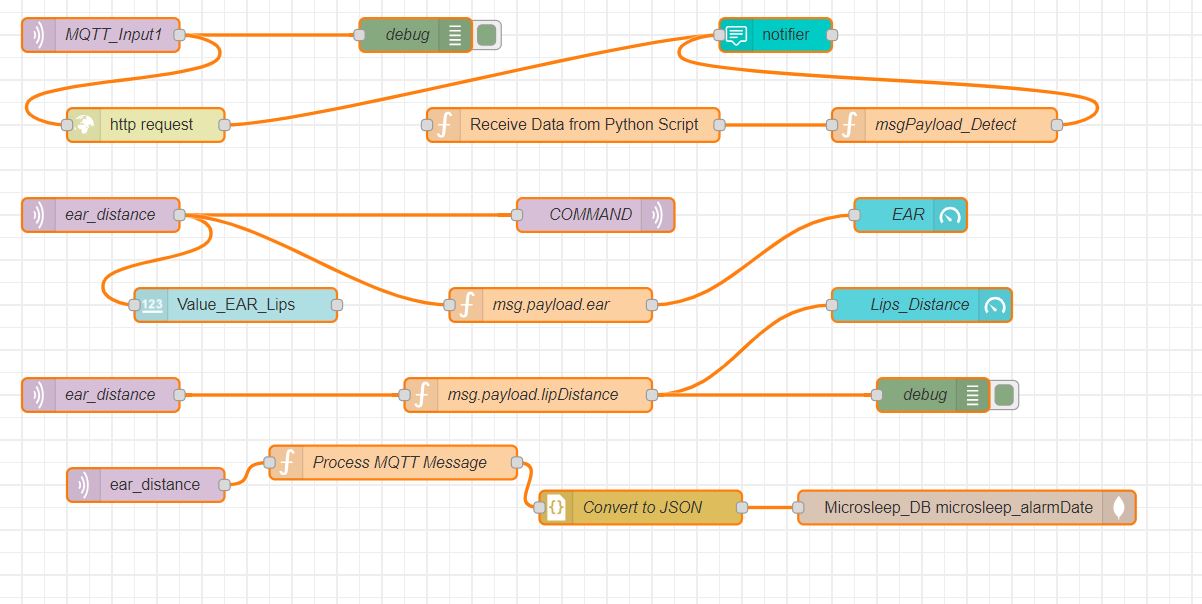 MQTT_Input1
debug
notifier
http request
Receive Data from Python Script
msgPayload_Detect
ear_distance
COMMAND
EAR
123
Value_EAR_Lips
msg.payload.ear
Lips_Distance
ear_distance
msg.payload.lipDistance
debug
Process MQTT Message
ear_distance
Convert to JSON
Microsleep_DB microsleep_alarmDate